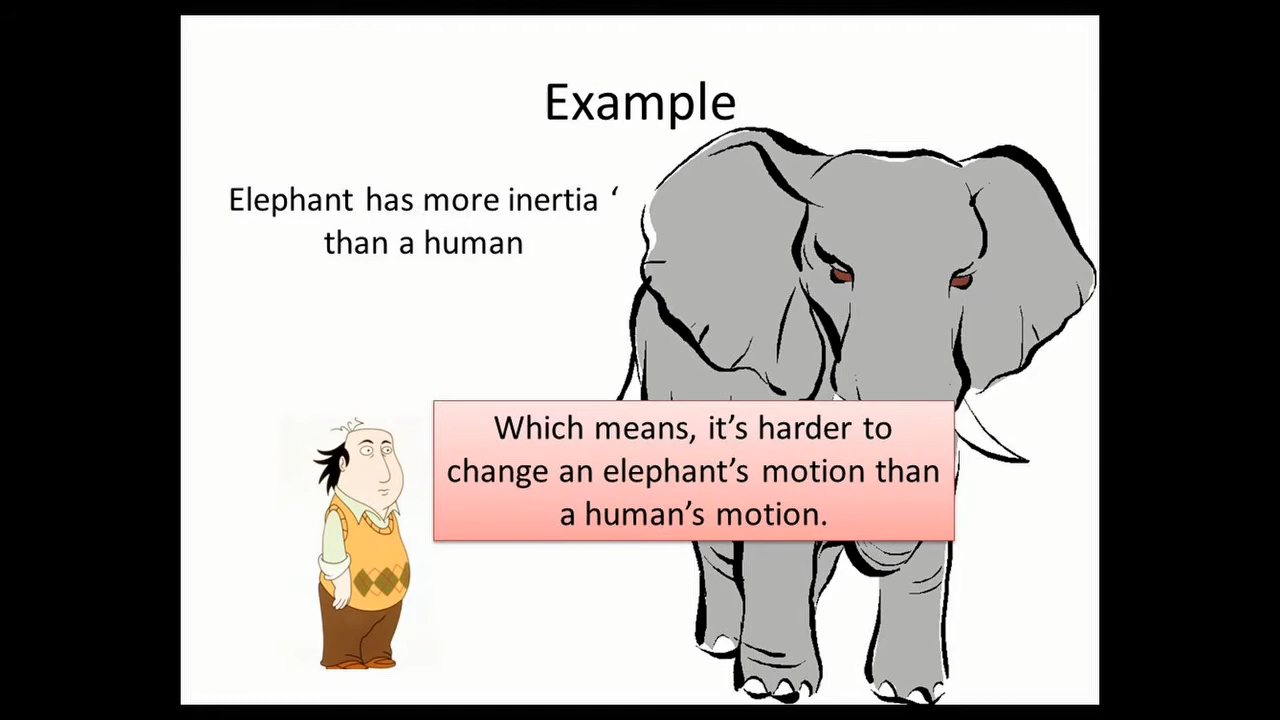 Example
Elephant has more inertia ‘
than a human
Which means, it’s harder to
change an elephant’s motion than
a human’s motion.